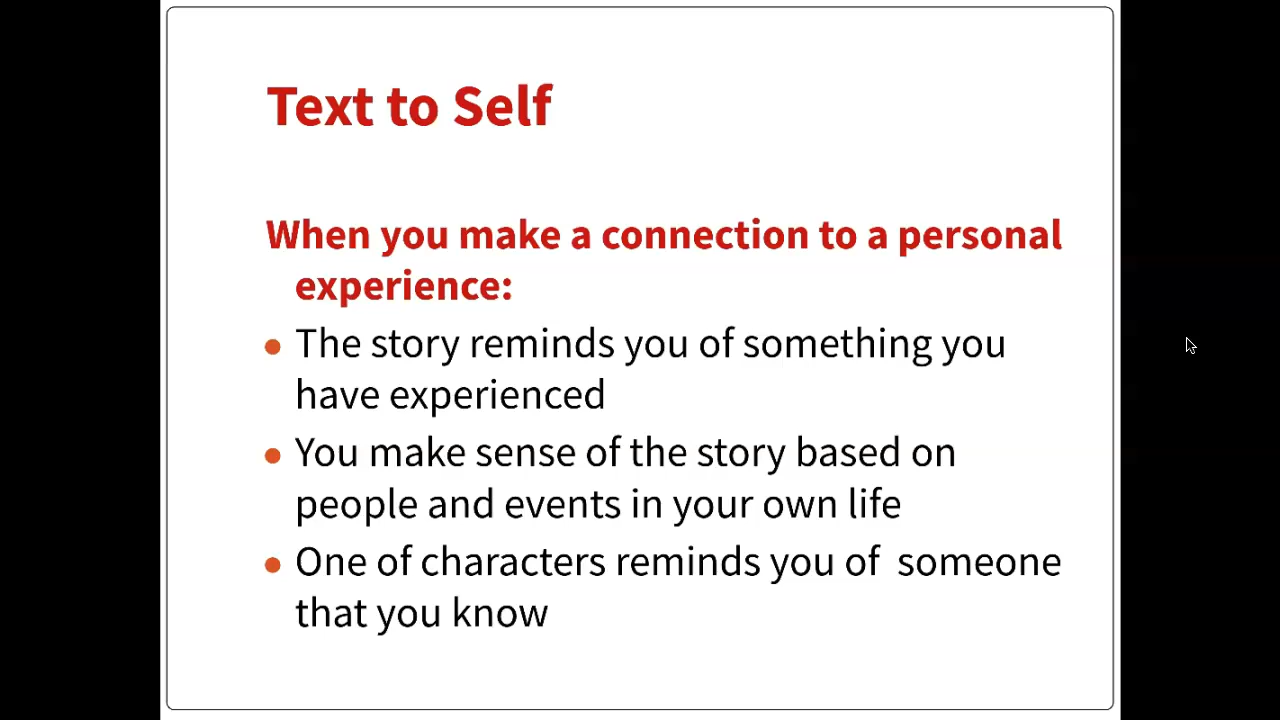 Text to Self
When you make a connection to a personal
experience:
● The story reminds you of something you
have experienced
● You make sense of the story based on
people and events in your own life
● One of characters reminds you of  someone
that you know